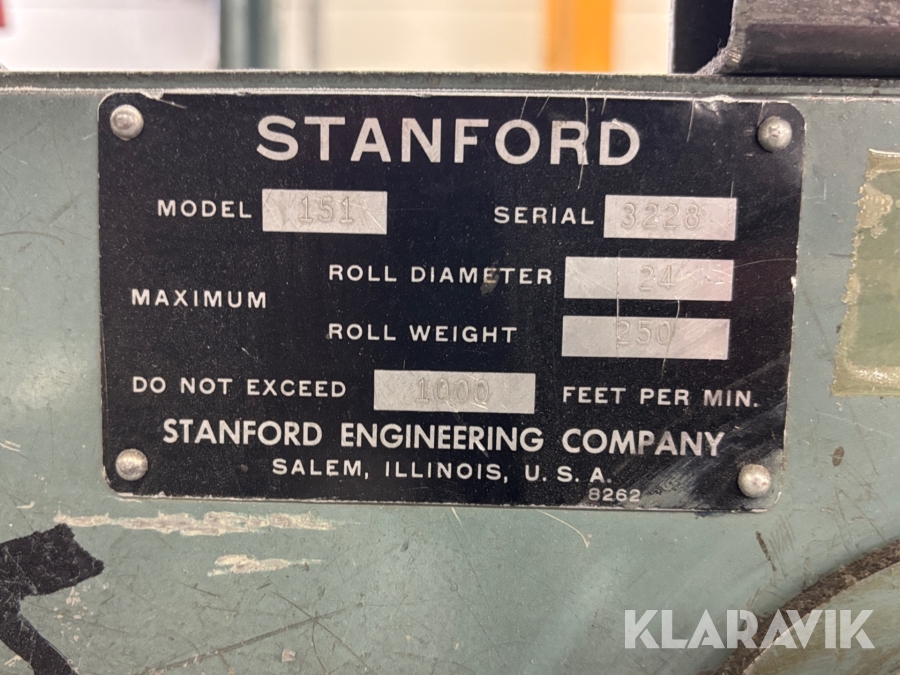 STANFORD
MODEL 151 SERIAL 3228
MAXIMUM
ROLL DIAMETER 24
ROLL WEIGHT 250
DO NOT EXCEED 1000 FEET PER MIN.
STANFORD ENGINEERING COMPANY
SALEM, ILLINOIS, U.S.A.
8262
KLARAVIK